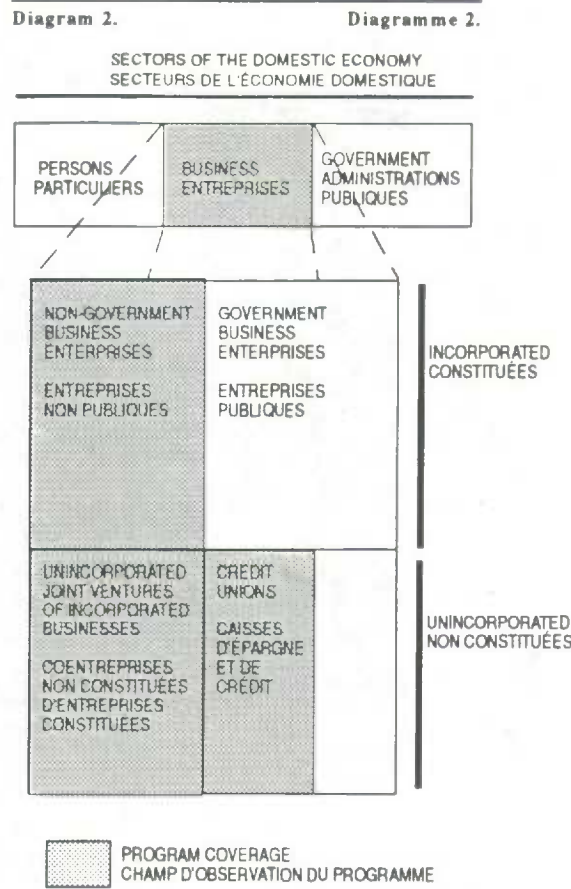 Diagram 2.
Diagramme 2.
SECTORS OF THE DOMESTIC ECONOMY
SECTEURS DE L'ÉCONOMIE DOMESTIQUE
PERSONS
PARTICULIERS
BUSINESS
ENTREPRISES
GOVERNMENT
ADMINISTRATIONS
PUBLIQUES
NON-GOVERNMENT
BUSINESS
ENTERPRISES
ENTREPRISES
NON PUBLIQUES
GOVERNMENT
BUSINESS
ENTERPRISES
ENTREPRISES
PUBLIQUES
INCORPORATED
CONSTITUÉES
UNINCORPORATED
JOINT VENTURES
OF INCORPORATED
BUSINESSES
COENTREPRISES
NON CONSTITUÉES
D'ENTREPRISES
CONSTITUÉES
CREDIT
UNIONS
CAISSES
D'ÉPARGNE
ET DE
CRÉDIT
UNINCORPORATED
NON CONSTITUÉES
PROGRAM COVERAGE
CHAMP D'OBSERVATION DU PROGRAMME